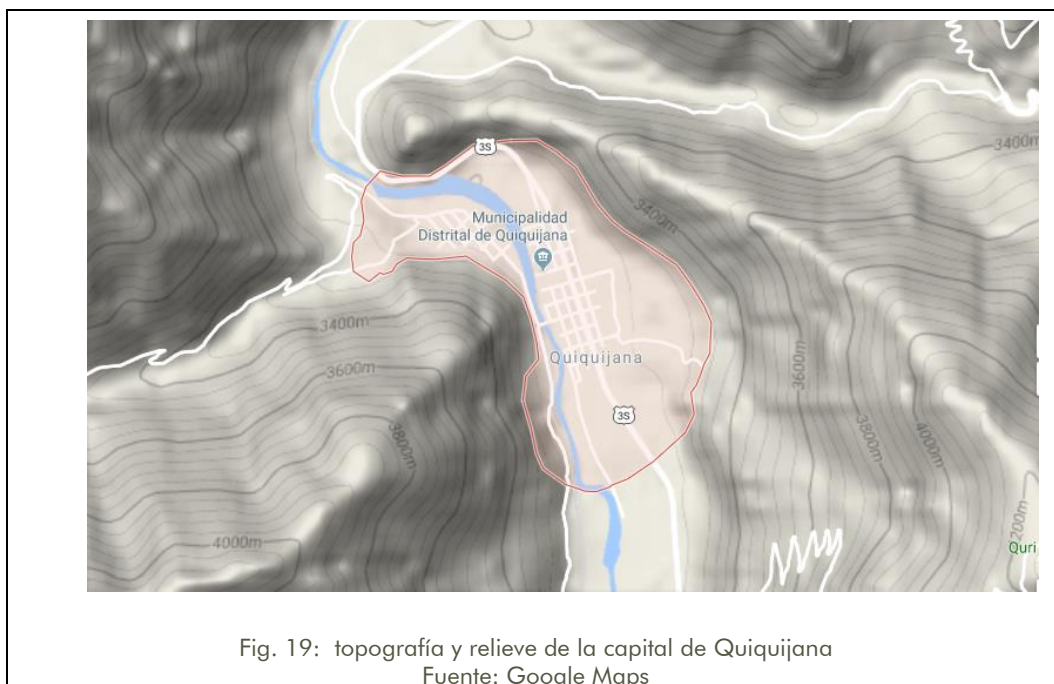 3S
3400m
3400m
Municipalidad
Distrital de Quiquijana
3400m
3600m
3600m
Quiquijana
3S
3800m
3800m
4000m
4000m
200m
Quri
Fig. 19: topografía y relieve de la capital de Quiquijana
Fuente: Google Maps